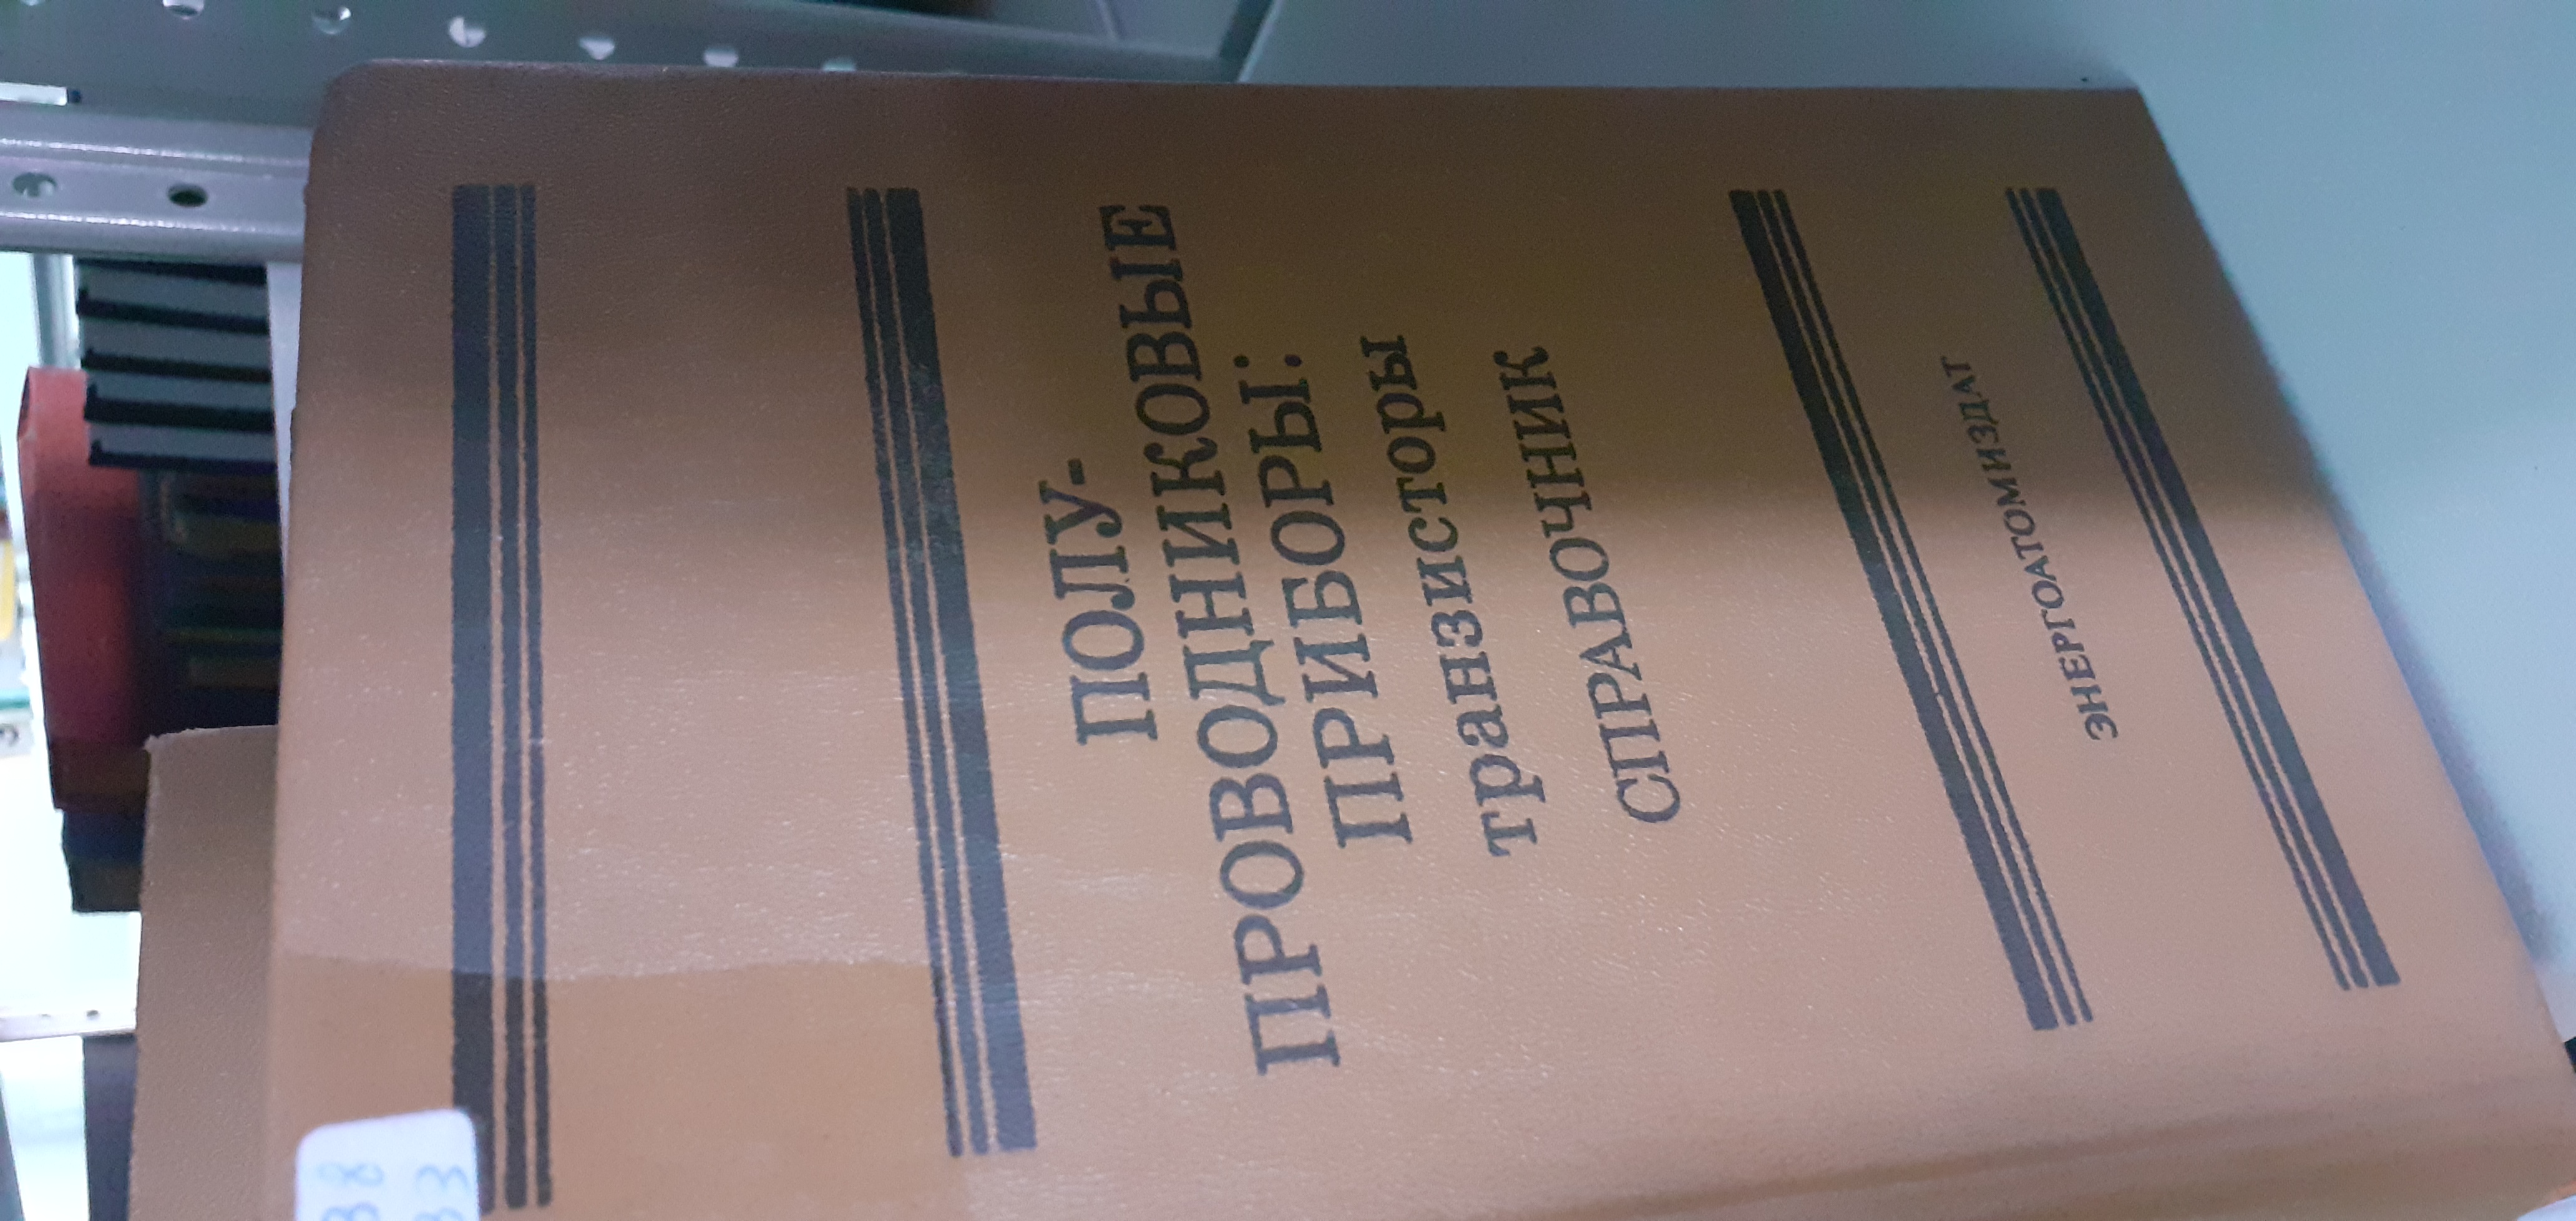 ПОЛУ-
ПРОВОДНИКОВЫЕ
ПРИБОРЫ:
транзисторы
СПРАВОЧНИК
ЭНЕРГОАТОМИЗДАТ